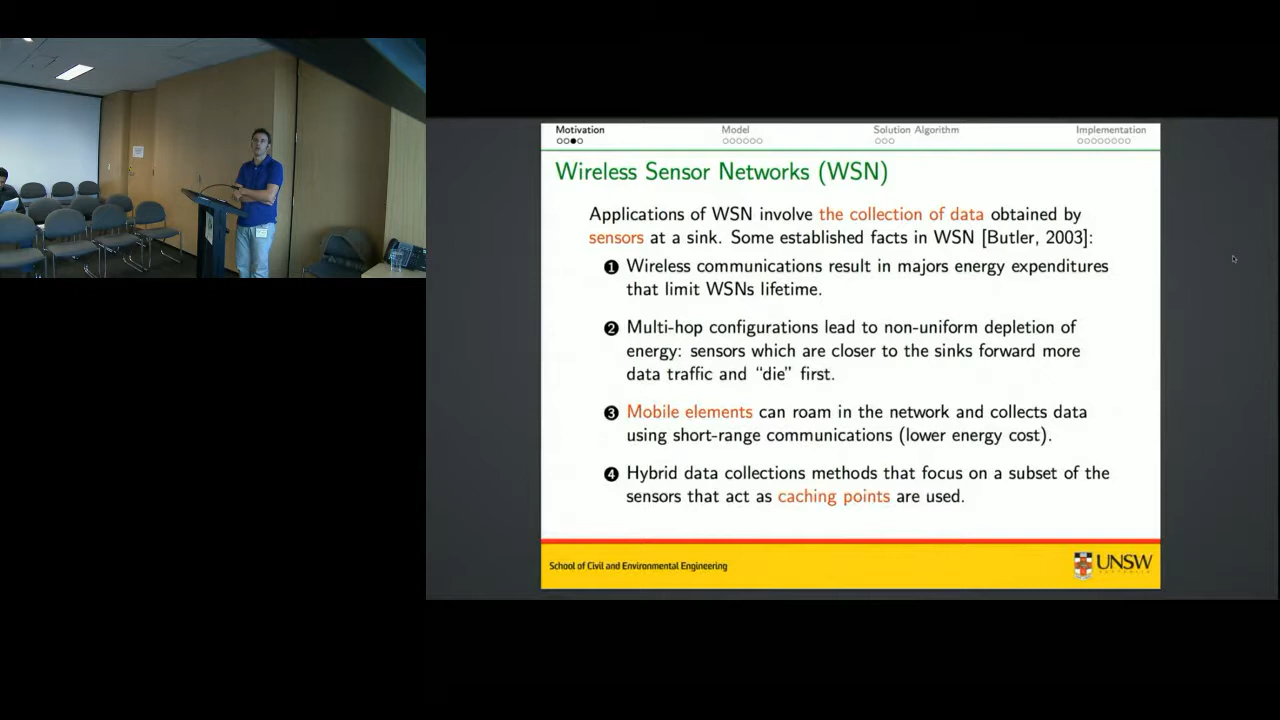 Motivation Model Solution Algorithm Implementation
Wireless Sensor Networks (WSN)
Applications of WSN involve the collection of data obtained by
sensors at a sink. Some established facts in WSN [Butler, 2003]:
1 Wireless communications result in majors energy expenditures
that limit WSNs lifetime.
2 Multi-hop configurations lead to non-uniform depletion of
energy: sensors which are closer to the sinks forward more
data traffic and “die” first.
3 Mobile elements can roam in the network and collects data
using short-range communications (lower energy cost).
4 Hybrid data collections methods that focus on a subset of the
sensors that act as caching points are used.
School of Civil and Environmental Engineering
UNSW